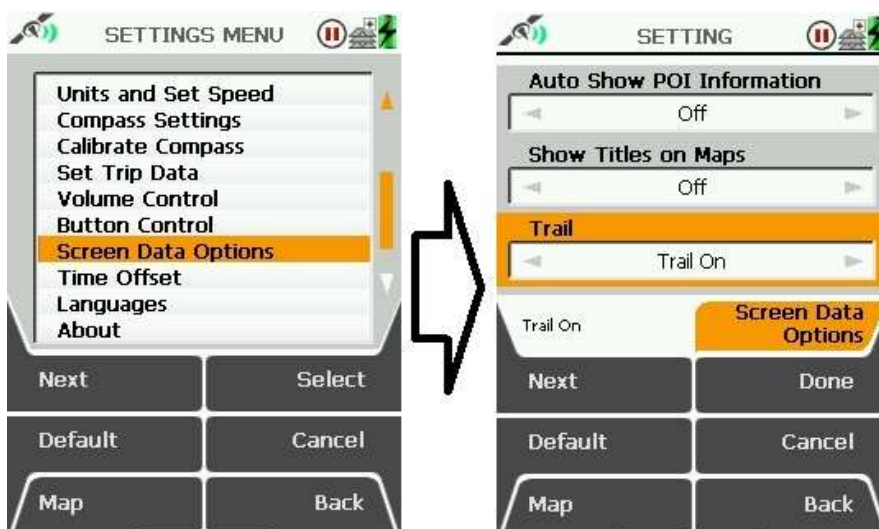 SETTINGS MENU
Units and Set Speed
Compass Settings
Calibrate Compass
Set Trip Data
Volume Control
Button Control
Screen Data Options
Time Offset
Languages
About
Next Select
Default Cancel
Map Back
SETTING
Auto Show POI Information
Off
Show Titles on Maps
Off
Trail
Trail On
Trail On
Screen Data
Options
Next Done
Default Cancel
Map Back